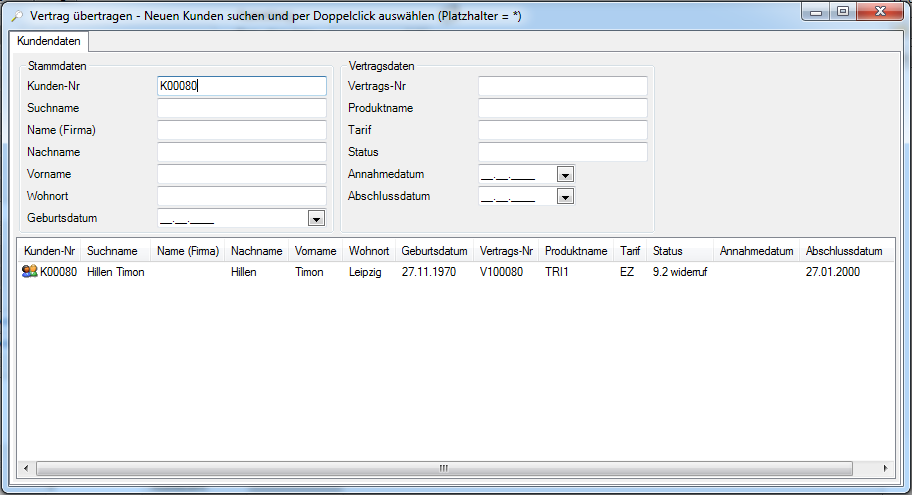 Vertrag übertragen - Neuen Kunden suchen und per Doppelclick auswählen (Platzhalter = *)
Kundendaten
Stammdaten
Kunden-Nr K00080
Suchname
Name (Firma)
Nachname
Vorname
Wohnort
Geburtsdatum __.__.____
Vertragsdaten
Vertrags-Nr
Produktname
Tarif
Status
Annahmedatum __.__.____
Abschlussdatum __.__.____
Kunden-Nr Suchname Name (Firma) Nachname Vorname Wohnort Geburtsdatum Vertrags-Nr Produktname Tarif Status Annahmedatum Abschlussdatum
K00080 Hillen Timon Hillen Timon Leipzig 27.11.1970 V100080 TRI1 EZ 9.2 widerruf 27.01.2000